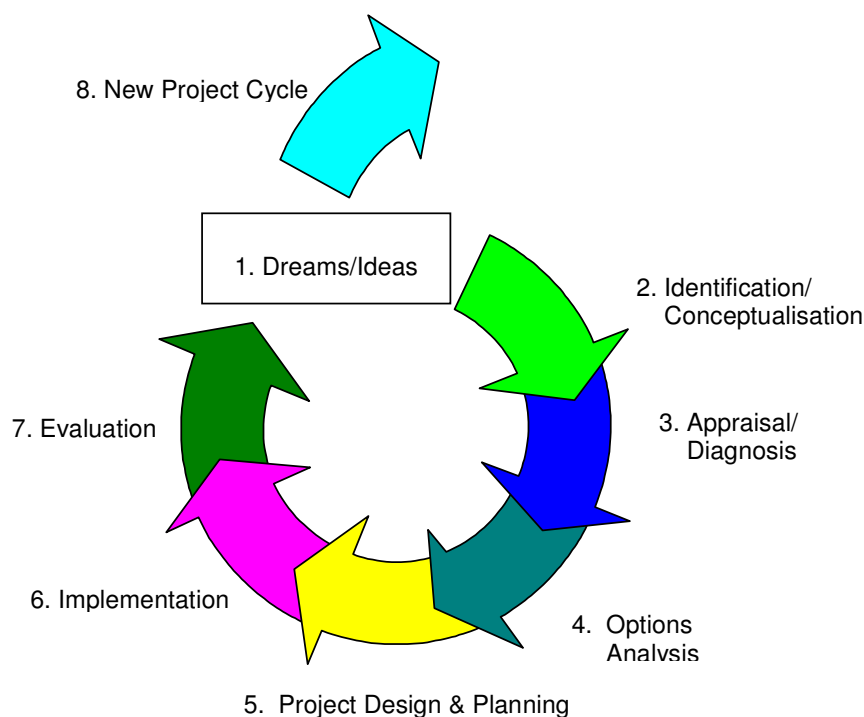 8. New Project Cycle
1. Dreams/Ideas
2. Identification/
Conceptualisation
3. Appraisal/
Diagnosis
7. Evaluation
6. Implementation
4. Options
Analysis
5. Project Design & Planning